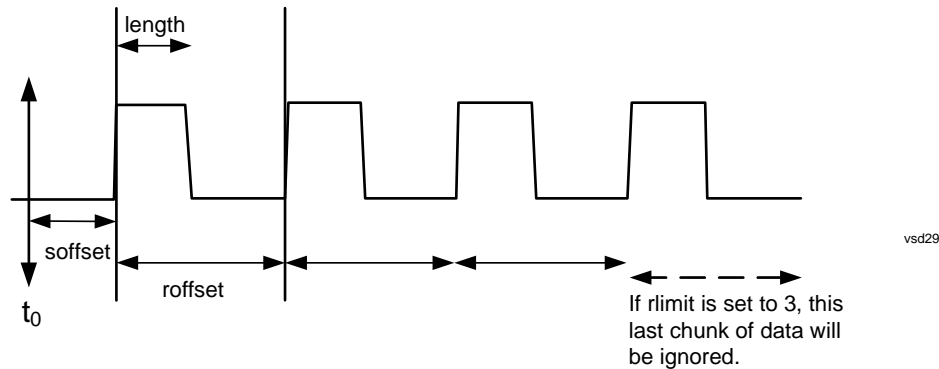 length
vsd29
soffset
roffset
t0
If rlimit is set to 3, this
last chunk of data will
be ignored.